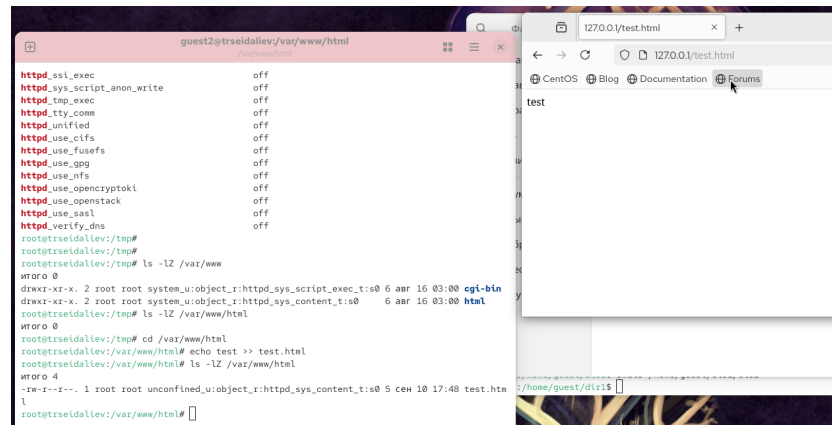 guest2@trseidaliev:/var/www/html
/var/www/html
httpd_ssi_exec off
httpd_sys_script_anon_write off
httpd_tmp_exec off
httpd_tty_comm off
httpd_unified off
httpd_use_cifs off
httpd_use_fusefs off
httpd_use_gpg off
httpd_use_nfs off
httpd_use_opencryptoki off
httpd_use_openstack off
httpd_use_sasl off
httpd_verify_dns off
root@trseidaliev:/tmp#
root@trseidaliev:/tmp#
root@trseidaliev:/tmp# ls -lZ /var/www
итого 0
drwxr-xr-x. 2 root root system_u:object_r:httpd_sys_script_exec_t:s0 6 авг 16 03:00 cgi-bin
drwxr-xr-x. 2 root root system_u:object_r:httpd_sys_content_t:s0 6 авг 16 03:00 html
root@trseidaliev:/tmp# ls -lZ /var/www/html
итого 0
root@trseidaliev:/tmp# cd /var/www/html
root@trseidaliev:/var/www/html# echo test >> test.html
root@trseidaliev:/var/www/html# ls -lZ /var/www/html
итого 4
-rw-r--r--. 1 root root unconfined_u:object_r:httpd_sys_content_t:s0 5 сен 10 17:48 test.htm
l
root@trseidaliev:/var/www/html#
127.0.0.1/test.html
127.0.0.1/test.html
CentOS Blog Documentation Forums
test
:/home/guest/dir1$